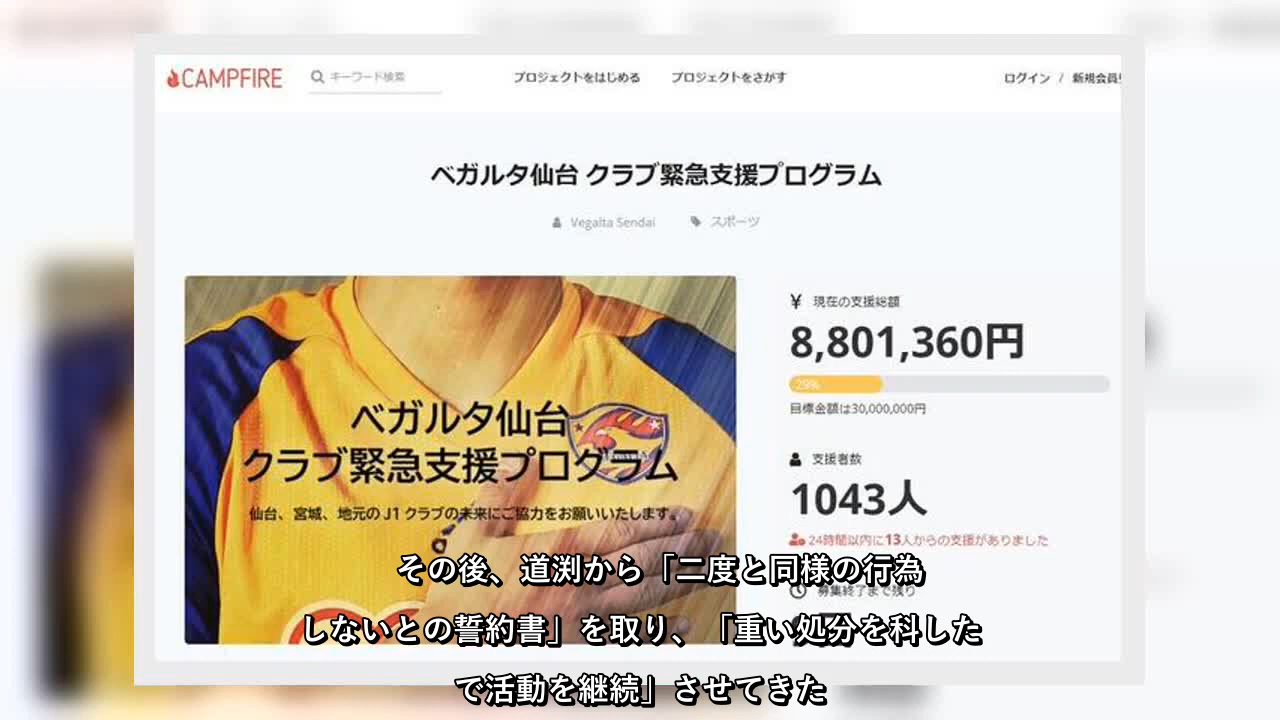 CAMPFIRE
キーワード検索
プロジェクトをはじめる
プロジェクトをさがす
ログイン / 新規会員
ベガルタ仙台 クラブ緊急支援プログラム
Vegalta Sendai
スポーツ
ベガルタ仙台
クラブ緊急支援プログラム
仙台、宮城、地元のJ1クラブの未来にご協力をお願いいたします。
¥ 現在の支援総額
8,801,360円
29%
目標金額は30,000,000円
支援者数
1043人
24時間以内に13人からの支援がありました
募集終了まで残り
その後、道渕から「二度と同様の行為
しないとの誓約書」を取り、「重い処分を科した
で活動を継続」させてきた